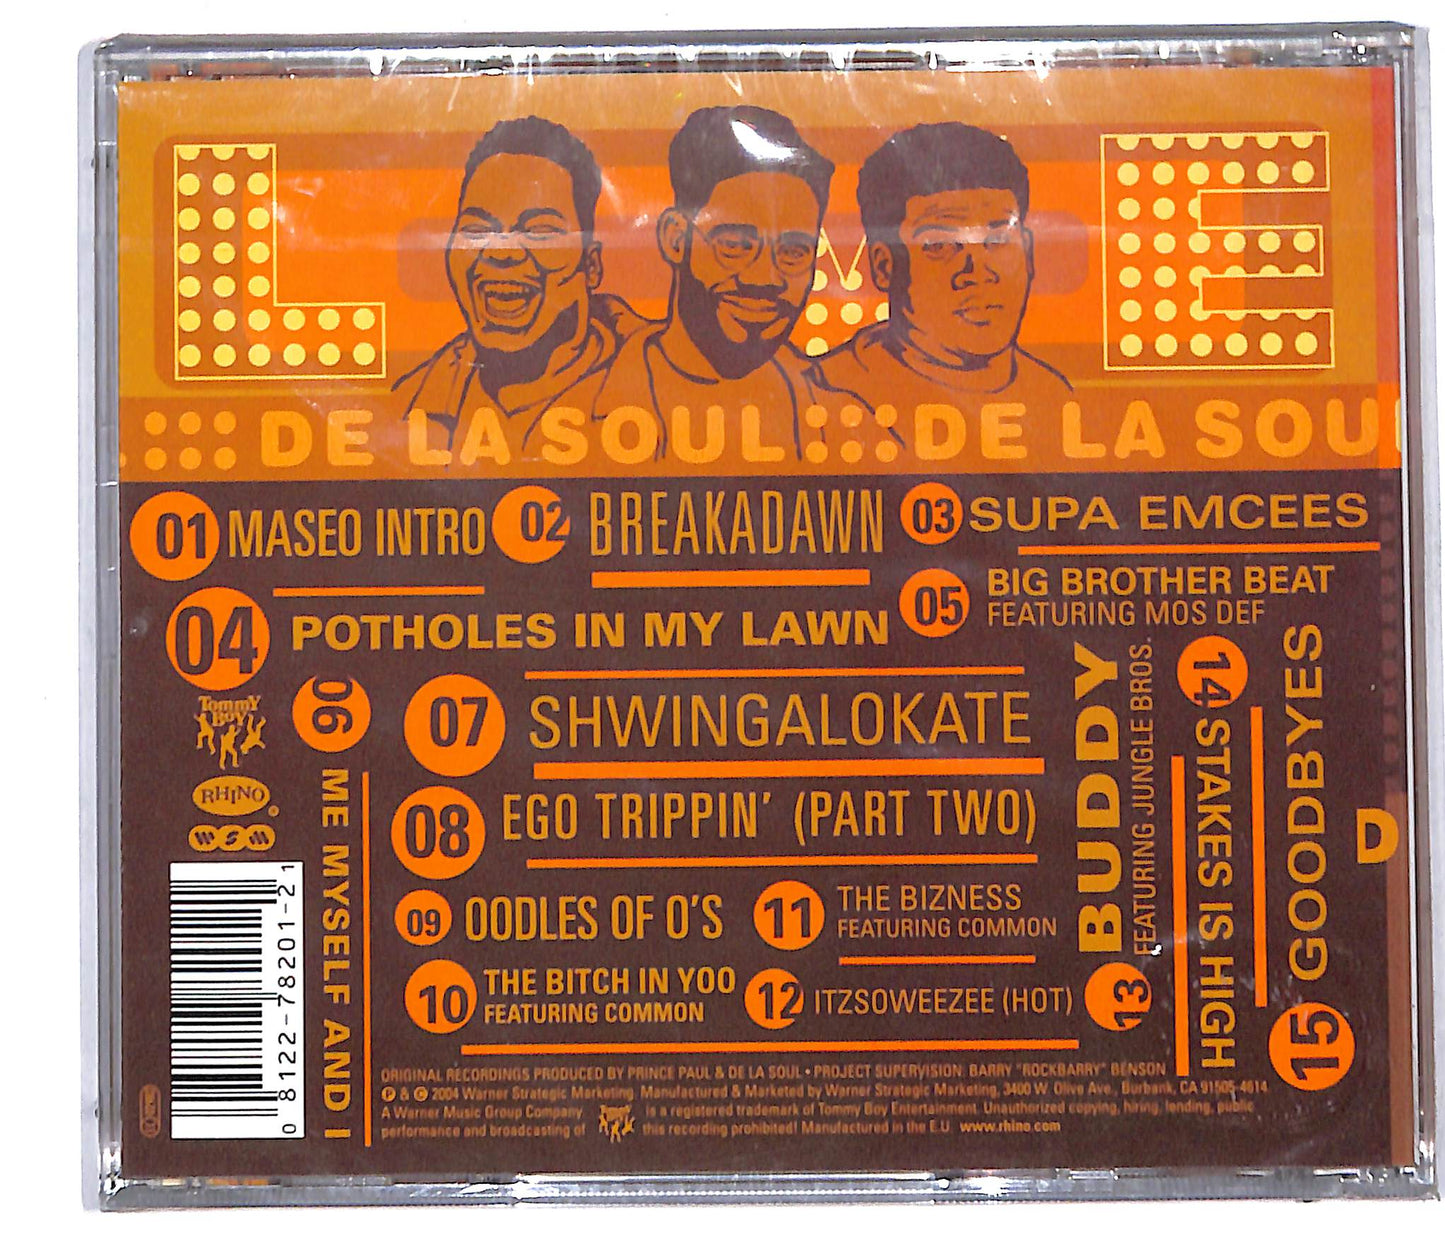 L VE
DE LA SOUL DE LA SOU
01 MASEO INTRO
02 BREAKADAWN
03 SUPA EMCEES
04 POTHOLES IN MY LAWN
05 BIG BROTHER BEAT
FEATURING MOS DEF
06 ME MYSELF AND I
07 SHWINGALOKATE
08 EGO TRIPPIN' (PART TWO)
09 OODLES OF O'S
10 THE BITCH IN YOO
FEATURING COMMON
11 THE BIZNESS
FEATURING COMMON
12 ITZSOWEEZEE (HOT)
13 BUDDY
FEATURING JUNGLE BROS.
14 STAKES IS HIGH
15 GOODBYES
D
Tommy
Boy
RHINO
WSM
0 8122-78201-2 1
ORIGINAL RECORDINGS PRODUCED BY PRINCE PAUL & DE LA SOUL • PROJECT SUPERVISION: BARRY "ROCKBARRY" BENSON
℗ & © 2004 Warner Strategic Marketing. Manufactured & Marketed by Warner Strategic Marketing, 3400 W. Olive Ave., Burbank, CA 91505-4614
A Warner Music Group Company. Tommy Boy is a registered trademark of Tommy Boy Entertainment. Unauthorized copying, hiring, lending, public
performance and broadcasting of this recording prohibited! Manufactured in the E.U. www.rhino.com